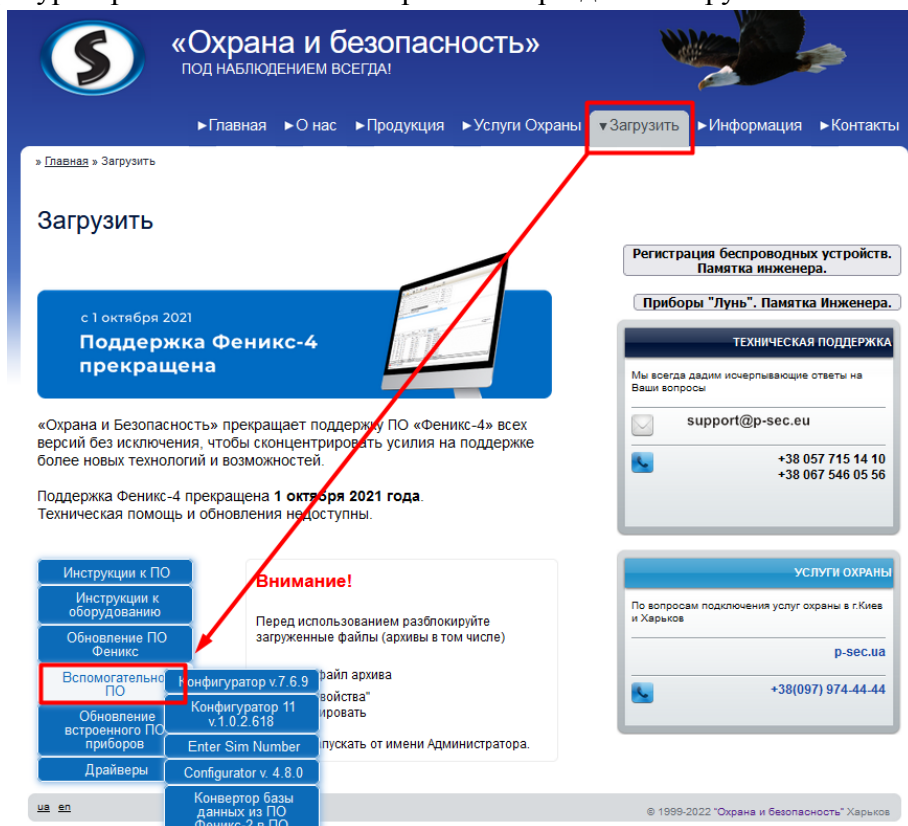 «Охрана и безопасность»
ПОД НАБЛЮДЕНИЕМ ВСЕГДА!
S
►Главная ►О нас ►Продукция ►Услуги Охраны ▼Загрузить ►Информация ►Контакты
» Главная » Загрузить
Загрузить
с 1 октября 2021
Поддержка Феникс-4
прекращена
«Охрана и Безопасность» прекращает поддержку ПО «Феникс-4» всех
версий без исключения, чтобы сконцентрировать усилия на поддержке
более новых технологий и возможностей.
Поддержка Феникс-4 прекращена 1 октября 2021 года.
Техническая помощь и обновления недоступны.
Инструкции к ПО
Инструкции к
оборудованию
Обновление ПО
Феникс
Вспомогательно
ПО
Обновление
встроенного ПО
приборов
Драйверы
Конфигуратор v.7.6.9
Конфигуратор 11
v.1.0.2.618
Enter Sim Number
Configurator v. 4.8.0
Конвертор базы
данных из ПО
Феникс-2 в ПО
Внимание!
Перед использованием разблокируйте
загруженные файлы (архивы в том числе)
файл архива
войства"
ировать
пускать от имени Администратора.
Регистрация беспроводных устройств.
Памятка инженера.
Приборы "Лунь". Памятка Инженера.
ТЕХНИЧЕСКАЯ ПОДДЕРЖКА
Мы всегда дадим исчерпывающие ответы на
Ваши вопросы
support@p-sec.eu
+38 057 715 14 10
+38 067 546 05 56
УСЛУГИ ОХРАНЫ
По вопросам подключения услуг охраны в г.Киев
и Харьков
p-sec.ua
+38(097) 974-44-44
ua en
© 1999-2022 "Охрана и безопасность" Харьков